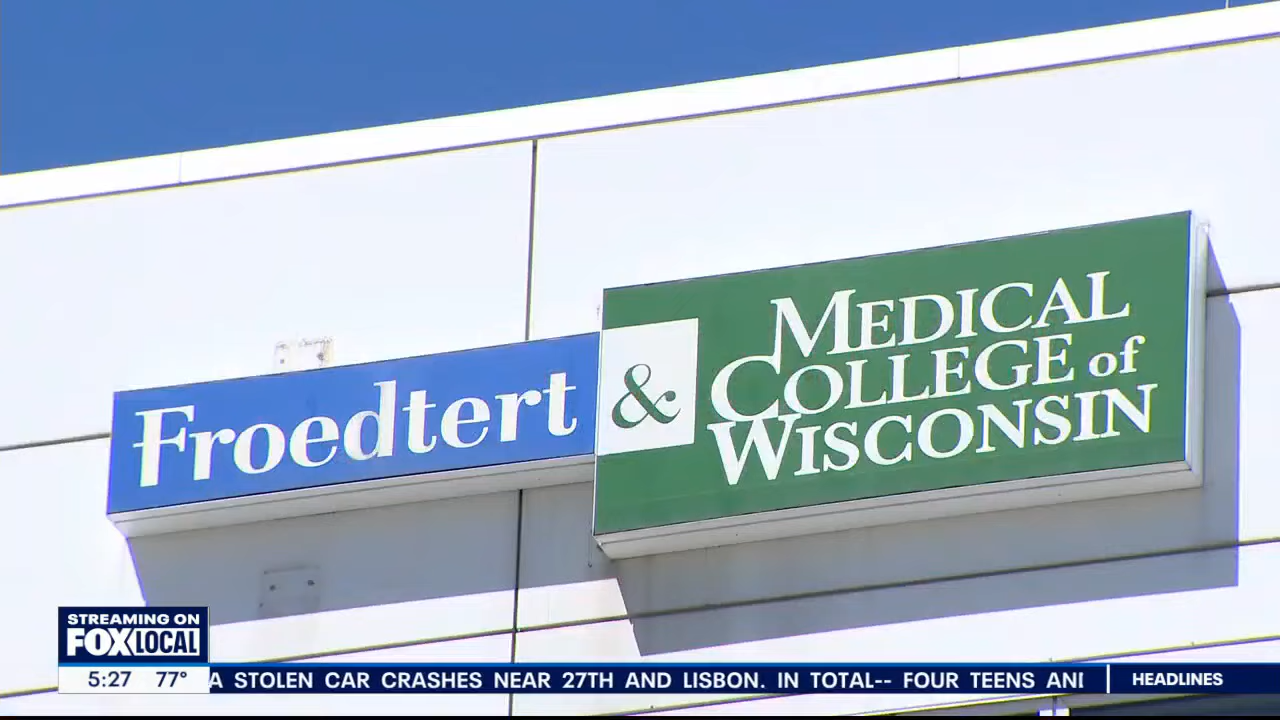 Froedtert
&
MEDICAL
COLLEGE of
WISCONSIN
STREAMING ON
FOX LOCAL
5:27 77°
A STOLEN CAR CRASHES NEAR 27TH AND LISBON. IN TOTAL-- FOUR TEENS
HEADLINES